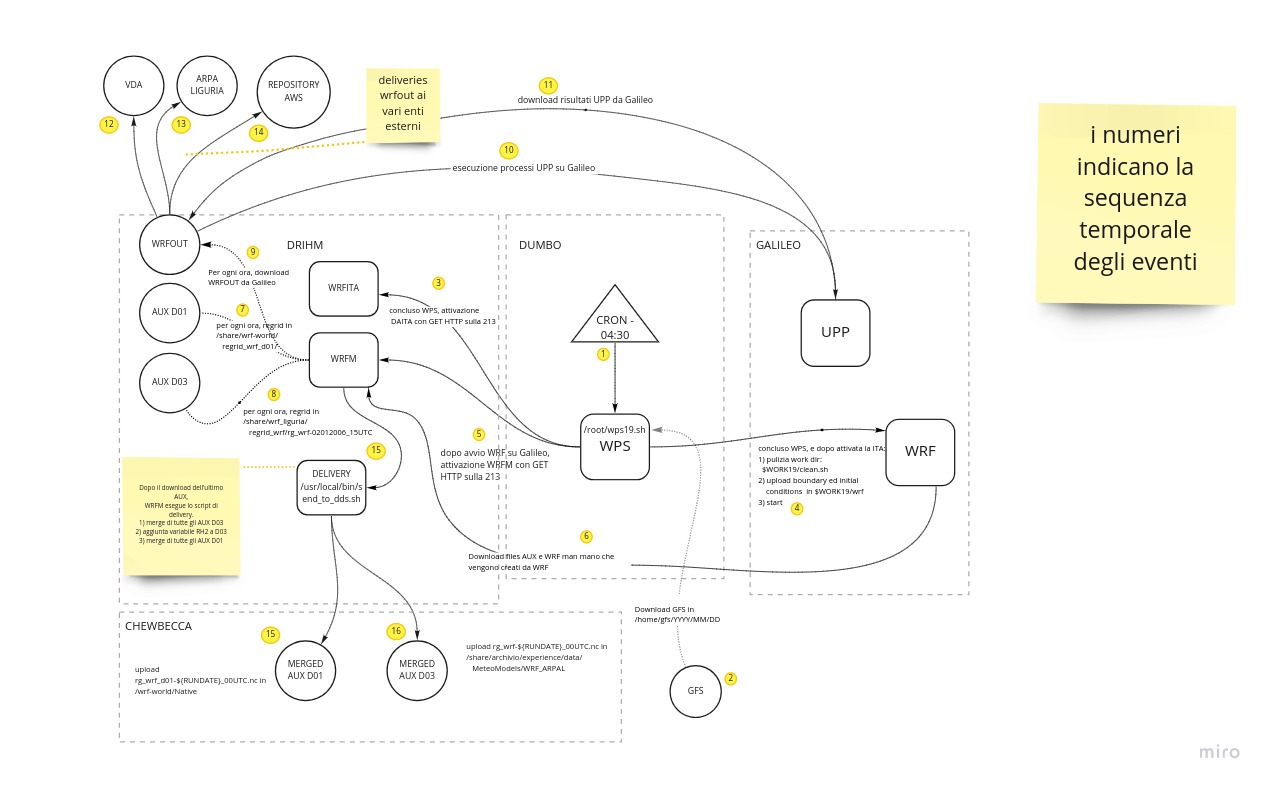 VDA
ARPA
LIGURIA
REPOSITORY
AWS
12
13
14
deliveries
wrfout ai
vari enti
esterni
11
download risultati UPP da Galileo
10
esecuzione processi UPP su Galileo
i numeri
indicano la
sequenza
temporale
degli eventi
DRIHM
WRFOUT
9
Per ogni ora, download
WRFOUT da Galileo
WRFITA
3
concluso WPS, attivazione
DAITA con GET HTTP sulla 213
AUX D01
7
per ogni ora, regrid in
/share/wrf-world/
regrid_wrf_d01/
WRFM
AUX D03
8
per ogni ora, regrid in
/share/wrf_liguria/
regrid_wrf/rg_wrf-02012006_15UTC
5
dopo avvio WRF su Galileo,
attivazione WRFM con GET
HTTP sulla 213
15
DELIVERY
/usr/local/bin/s
end_to_dds.sh
Dopo il download dell'ultimo
AUX,
WRFM esegue lo script di
delivery.
1) merge di tutte gli AUX D03
2) aggiunta variabile RH2 a D03
3) merge di tutte gli AUX D01
DUMBO
CRON -
04:30
1
/root/wps19.sh
WPS
6
Download files AUX e WRF man mano che
vengono creati da WRF
GALILEO
UPP
WRF
concluso WPS, e dopo attivata la ITA:
1) pulizia work dir:
$WORK19/clean.sh
2) upload boundary ed initial
conditions in $WORK19/wrf
3) start
4
Download GFS in
/home/gfs/YYYY/MM/DD
GFS
2
CHEWBECCA
15
MERGED
AUX D01
upload
rg_wrf_d01-${RUNDATE}_00UTC.nc in
/wrf-world/Native
16
MERGED
AUX D03
upload rg_wrf-${RUNDATE}_00UTC.nc in
/share/archivio/experience/data/
MeteoModels/WRF_ARPAL
miro